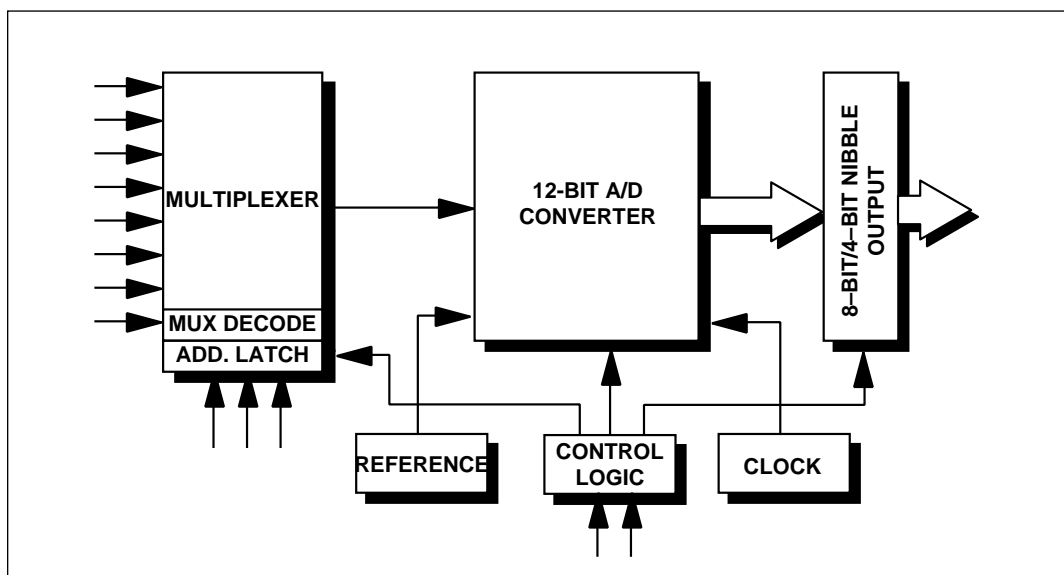 MULTIPLEXER
MUX DECODE
ADD. LATCH
12-BIT A/D
CONVERTER
8–BIT/4–BIT NIBBLE
OUTPUT
REFERENCE
CONTROL
LOGIC
CLOCK